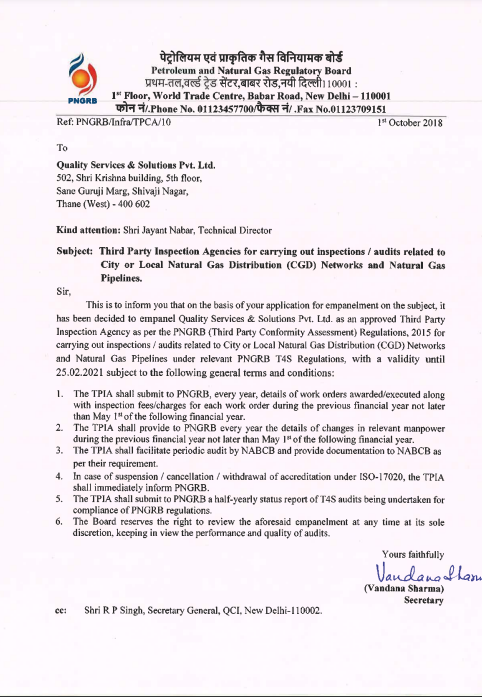 पेट्रोलियम एवं प्राकृतिक गैस विनियामक बोर्ड
Petroleum and Natural Gas Regulatory Board
प्रथम-तल,वर्ल्ड ट्रेड सेंटर,बाबर रोड,नयी दिल्ली110001 :
1st Floor, World Trade Centre, Babar Road, New Delhi – 110001
फोन नं/.Phone No. 01123457700/फैक्स नं/ .Fax No.01123709151
PNGRB
Ref: PNGRB/Infra/TPCA/10 1st October 2018
To
Quality Services & Solutions Pvt. Ltd.
502, Shri Krishna building, 5th floor,
Sane Guruji Marg, Shivaji Nagar,
Thane (West) - 400 602
Kind attention: Shri Jayant Nabar, Technical Director
Subject: Third Party Inspection Agencies for carrying out inspections / audits related to
City or Local Natural Gas Distribution (CGD) Networks and Natural Gas
Pipelines.
Sir,
This is to inform you that on the basis of your application for empanelment on the subject, it
has been decided to empanel Quality Services & Solutions Pvt. Ltd. as an approved Third Party
Inspection Agency as per the PNGRB (Third Party Conformity Assessment) Regulations, 2015 for
carrying out inspections / audits related to City or Local Natural Gas Distribution (CGD) Networks
and Natural Gas Pipelines under relevant PNGRB T4S Regulations, with a validity until
25.02.2021 subject to the following general terms and conditions:
1. The TPIA shall submit to PNGRB, every year, details of work orders awarded/executed along
with inspection fees/charges for each work order during the previous financial year not later
than May 1st of the following financial year.
2. The TPIA shall provide to PNGRB every year the details of changes in relevant manpower
during the previous financial year not later than May 1st of the following financial year.
3. The TPIA shall facilitate periodic audit by NABCB and provide documentation to NABCB as
per their requirement.
4. In case of suspension / cancellation / withdrawal of accreditation under ISO-17020, the TPIA
shall immediately inform PNGRB.
5. The TPIA shall submit to PNGRB a half-yearly status report of T4S audits being undertaken for
compliance of PNGRB regulations.
6. The Board reserves the right to review the aforesaid empanelment at any time at its sole
discretion, keeping in view the performance and quality of audits.
Yours faithfully
Vandana Sharm
(Vandana Sharma)
Secretary
cc: Shri R P Singh, Secretary General, QCI, New Delhi-110002.